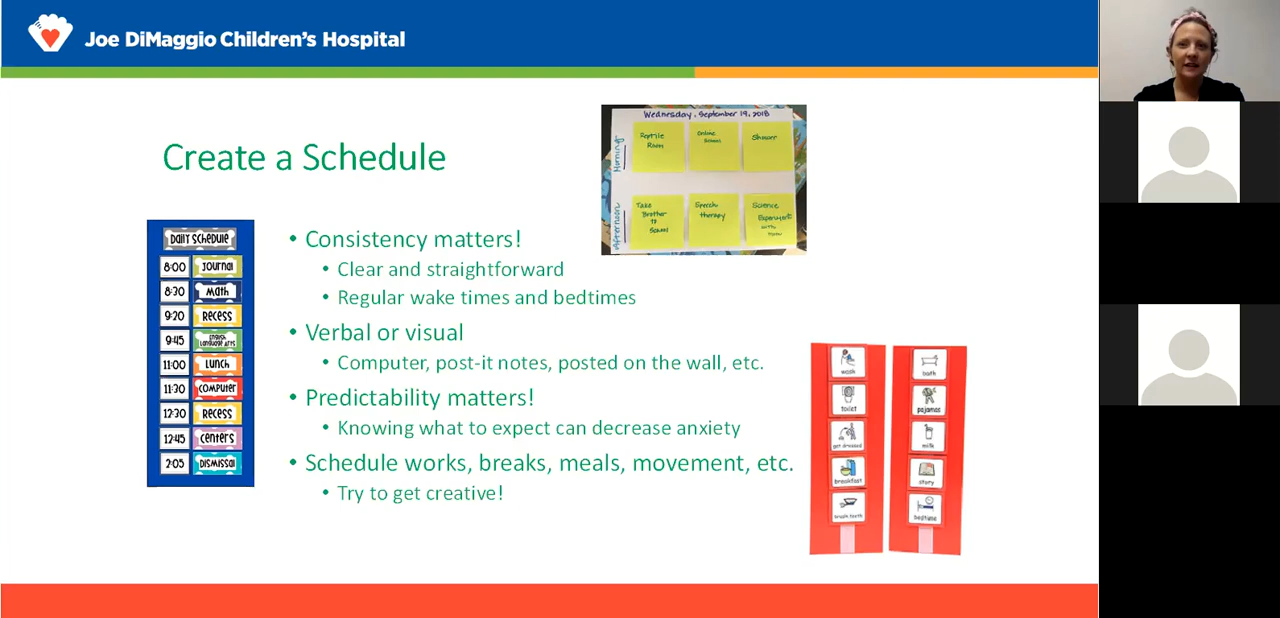 Joe DiMaggio Children's Hospital
Create a Schedule
Wednesday, September 19, 2018
Morning
Reptile Room
Online School
Shower
Afternoon
Take Brother to School
Speech therapy
Science Experiment with
Daily Schedule
8:00 Journal
8:30 Math
9:20 Recess
9:45 English Language Arts
11:00 Lunch
11:30 Computer
12:30 Recess
12:45 Centers
2:05 Dismissal
• Consistency matters!
• Clear and straightforward
• Regular wake times and bedtimes
• Verbal or visual
• Computer, post-it notes, posted on the wall, etc.
• Predictability matters!
• Knowing what to expect can decrease anxiety
• Schedule works, breaks, meals, movement, etc.
• Try to get creative!
wash
toilet
get dressed
breakfast
brush teeth
bath
pajamas
milk
story
bedtime